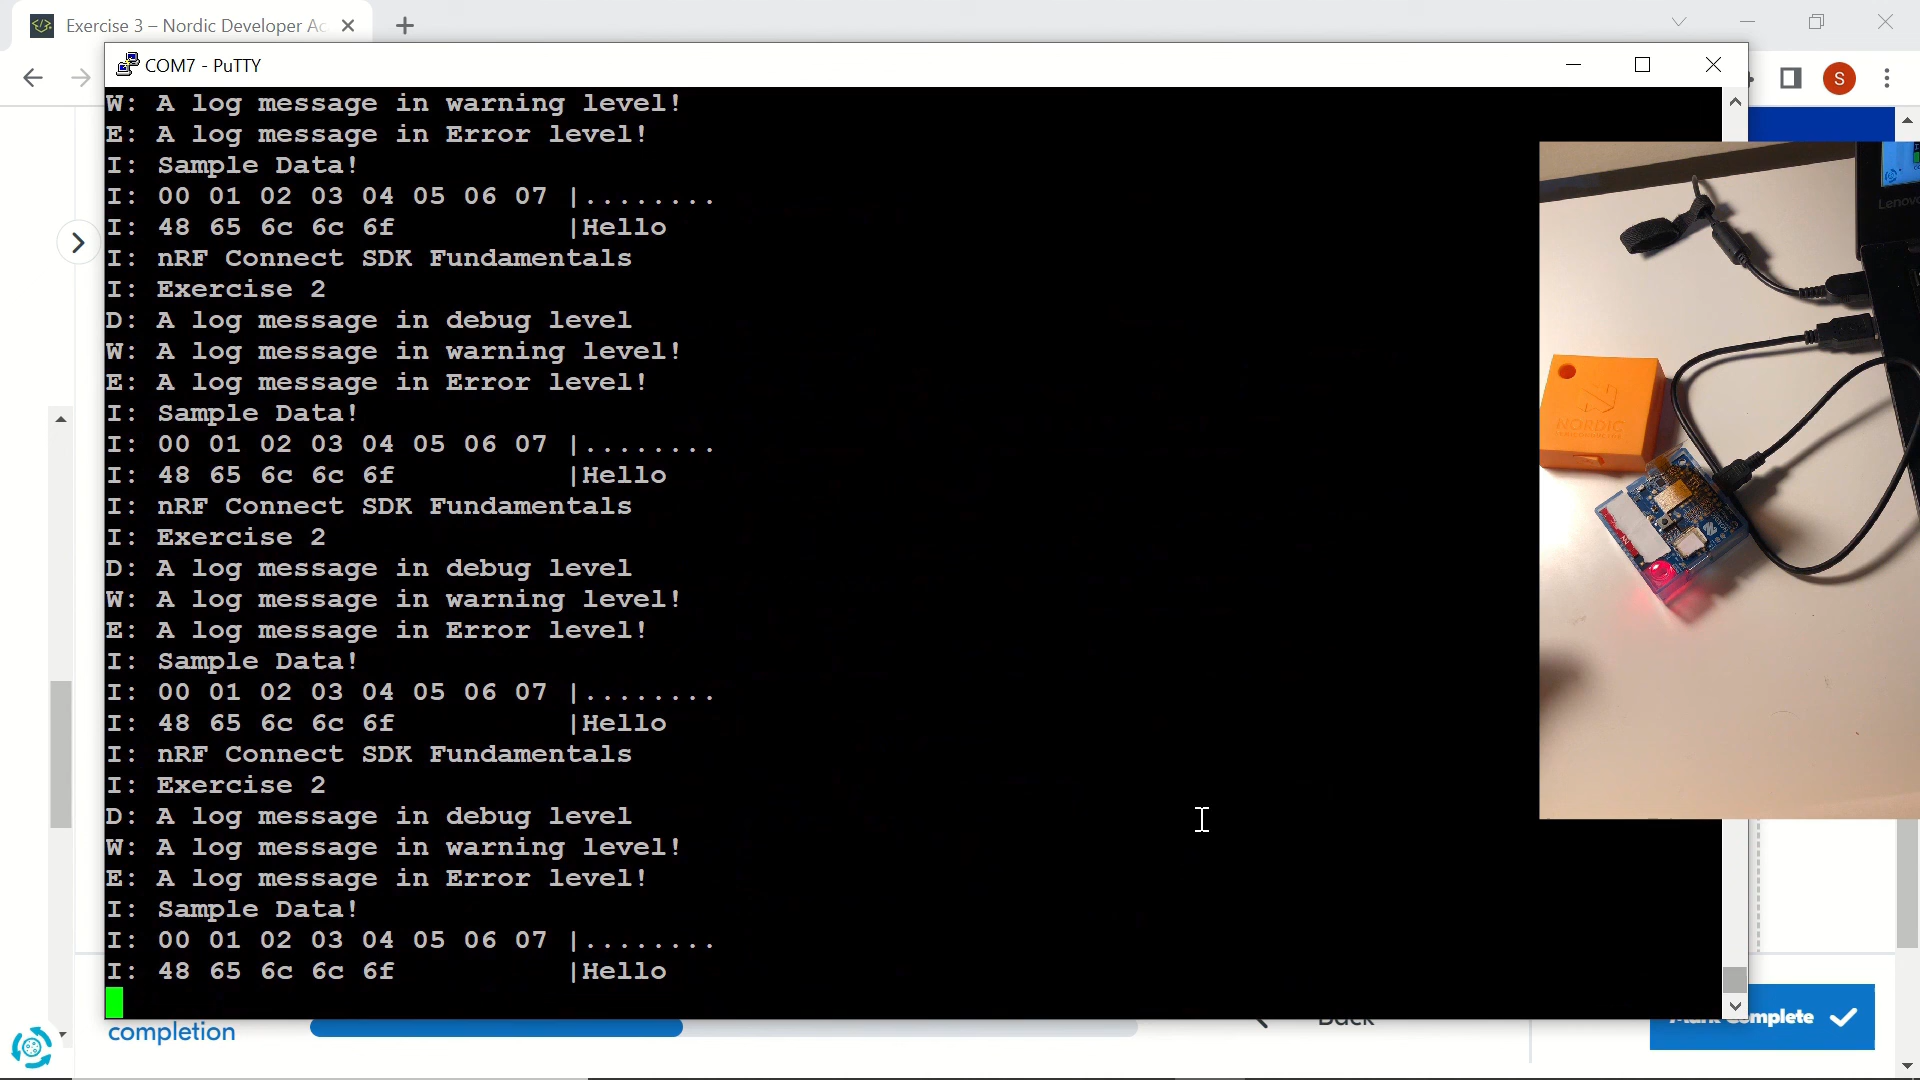 Exercise 3 – Nordic Developer Ac
COM7 - PuTTY
S
W: A log message in warning level!
E: A log message in Error level!
I: Sample Data!
I: 00 01 02 03 04 05 06 07 |........
I: 48 65 6c 6c 6f |Hello
I: nRF Connect SDK Fundamentals
I: Exercise 2
D: A log message in debug level
W: A log message in warning level!
E: A log message in Error level!
I: Sample Data!
I: 00 01 02 03 04 05 06 07 |........
I: 48 65 6c 6c 6f |Hello
I: nRF Connect SDK Fundamentals
I: Exercise 2
D: A log message in debug level
W: A log message in warning level!
E: A log message in Error level!
I: Sample Data!
I: 00 01 02 03 04 05 06 07 |........
I: 48 65 6c 6c 6f |Hello
I: nRF Connect SDK Fundamentals
I: Exercise 2
D: A log message in debug level
W: A log message in warning level!
E: A log message in Error level!
I: Sample Data!
I: 00 01 02 03 04 05 06 07 |........
I: 48 65 6c 6c 6f |Hello
Lenovo
NORDIC
completion
Back
Mark Complete